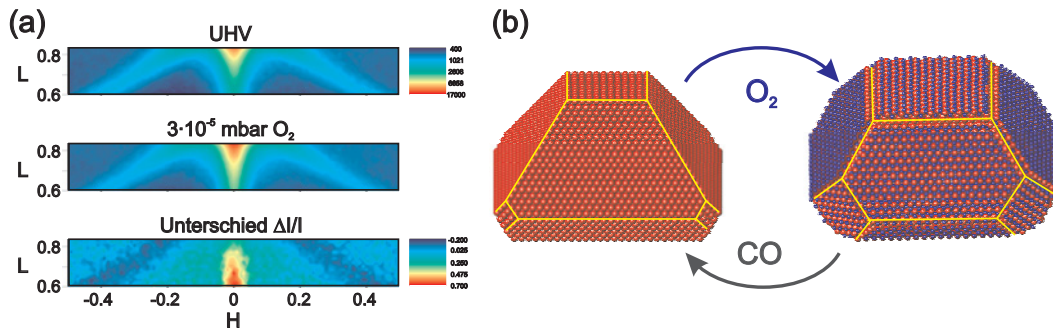 (a)
UHV
L
0.8
0.6
400
1021
2608
6658
17000
3·10⁻⁵ mbar O₂
0.8
0.6
Unterschied ΔI/I
L
0.8
0.6
-0.200
0.025
0.250
0.475
0.700
-0.4 -0.2 0 0.2 0.4
H
(b)
O₂
CO